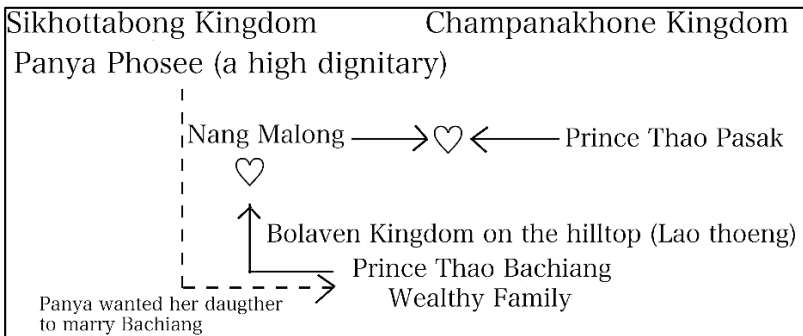 Sikhottabong Kingdom
Champanakhone Kingdom
Panya Phosee (a high dignitary)
Nang Malong
Prince Thao Pasak
Bolaven Kingdom on the hilltop (Lao thoeng)
Prince Thao Bachiang
Wealthy Family
Panya wanted her daugther
to marry Bachiang